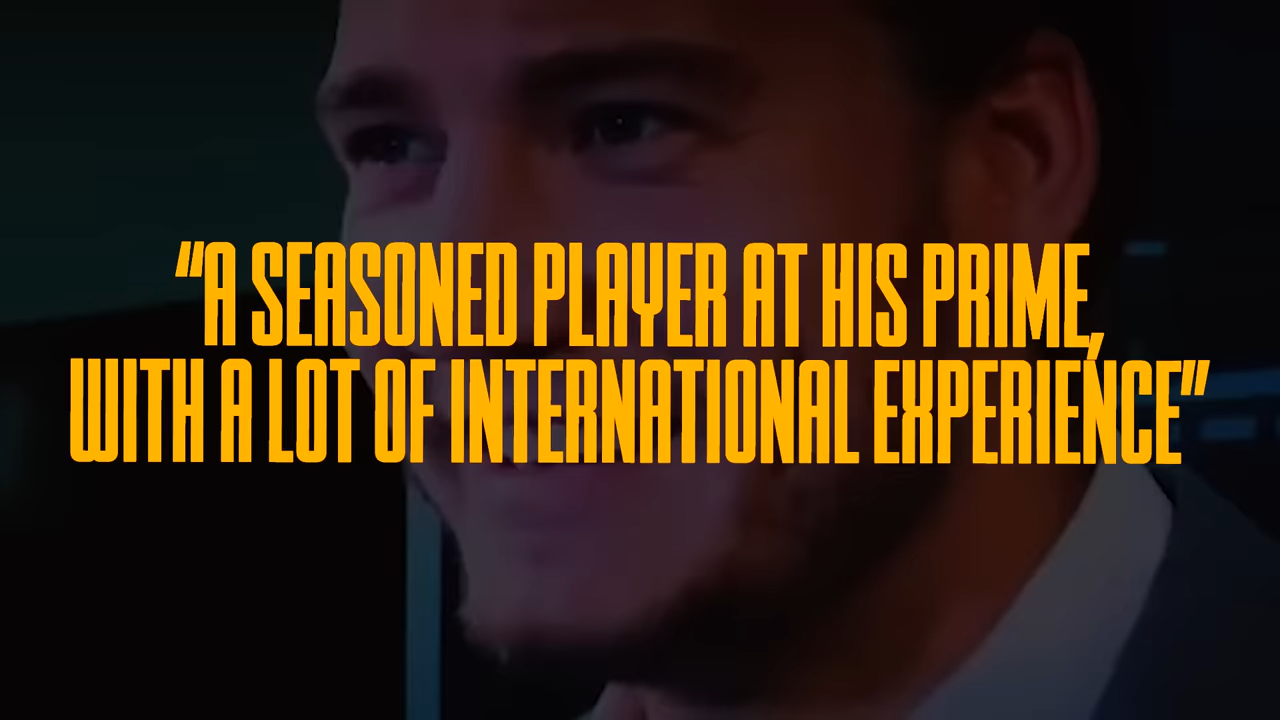 “A SEASONED PLAYER AT HIS PRIME,
WITH A LOT OF INTERNATIONAL EXPERIENCE”